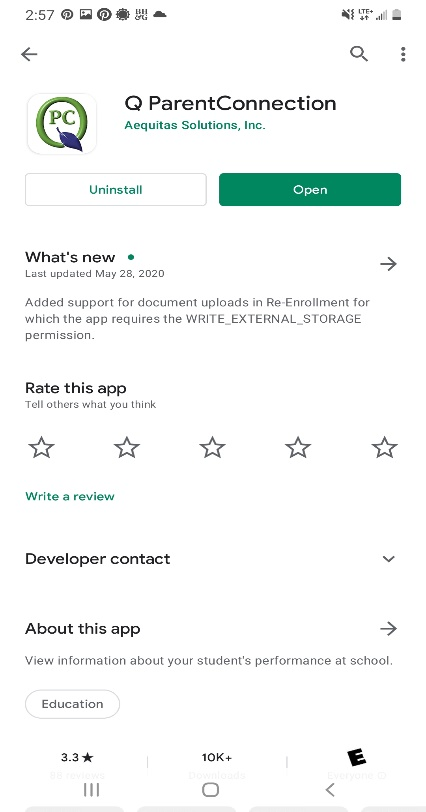 2:57 LTE+
PC
Q ParentConnection
Aequitas Solutions, Inc.
Uninstall
Open
What's new
Last updated May 28, 2020
Added support for document uploads in Re-Enrollment for
which the app requires the WRITE_EXTERNAL_STORAGE
permission.
Rate this app
Tell others what you think
Write a review
Developer contact
About this app
View information about your student's performance at school.
Education
3.3★ 10K+ E
reviews Downloads Everyone